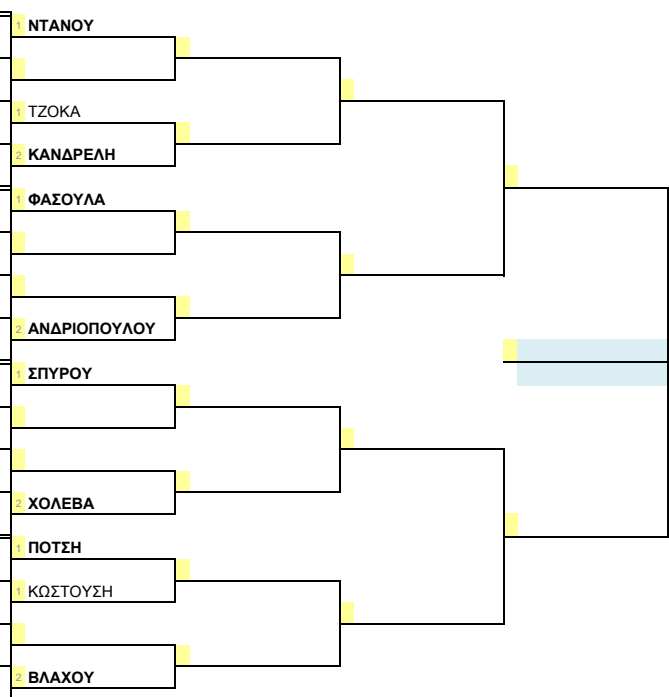 1 ΝΤΑΝΟΥ
1 ΤΖΟΚΑ
2 ΚΑΝΔΡΕΛΗ
1 ΦΑΣΟΥΛΑ
2 ΑΝΔΡΙΟΠΟΥΛΟΥ
1 ΣΠΥΡΟΥ
2 ΧΟΛΕΒΑ
1 ΠΟΤΣΗ
1 ΚΩΣΤΟΥΣΗ
2 ΒΛΑΧΟΥ